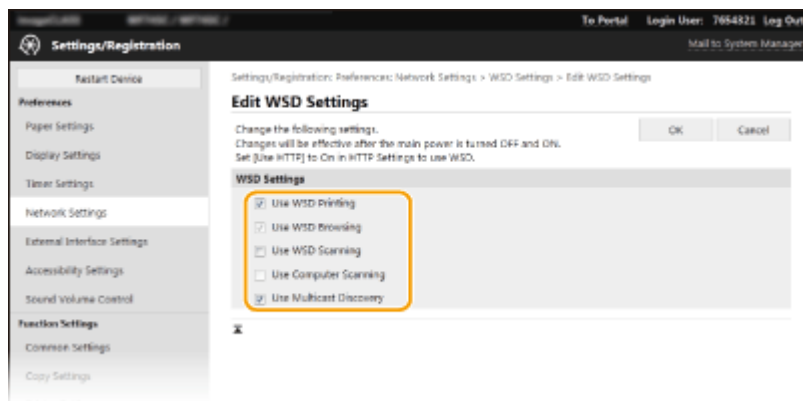 To Portal Login User: 7654321 Log Out
Settings/Registration
Mail to System Manager
Restart Device
Preferences
Paper Settings
Display Settings
Timer Settings
Network Settings
External Interface Settings
Accessibility Settings
Sound Volume Control
Function Settings
Common Settings
Copy Settings
Settings/Registration: Preferences: Network Settings > WSD Settings > Edit WSD Settings
Edit WSD Settings
Change the following settings.
Changes will be effective after the main power is turned OFF and ON.
Set [Use HTTP] to On in HTTP Settings to use WSD.
OK Cancel
WSD Settings
Use WSD Printing
Use WSD Browsing
Use WSD Scanning
Use Computer Scanning
Use Multicast Discovery